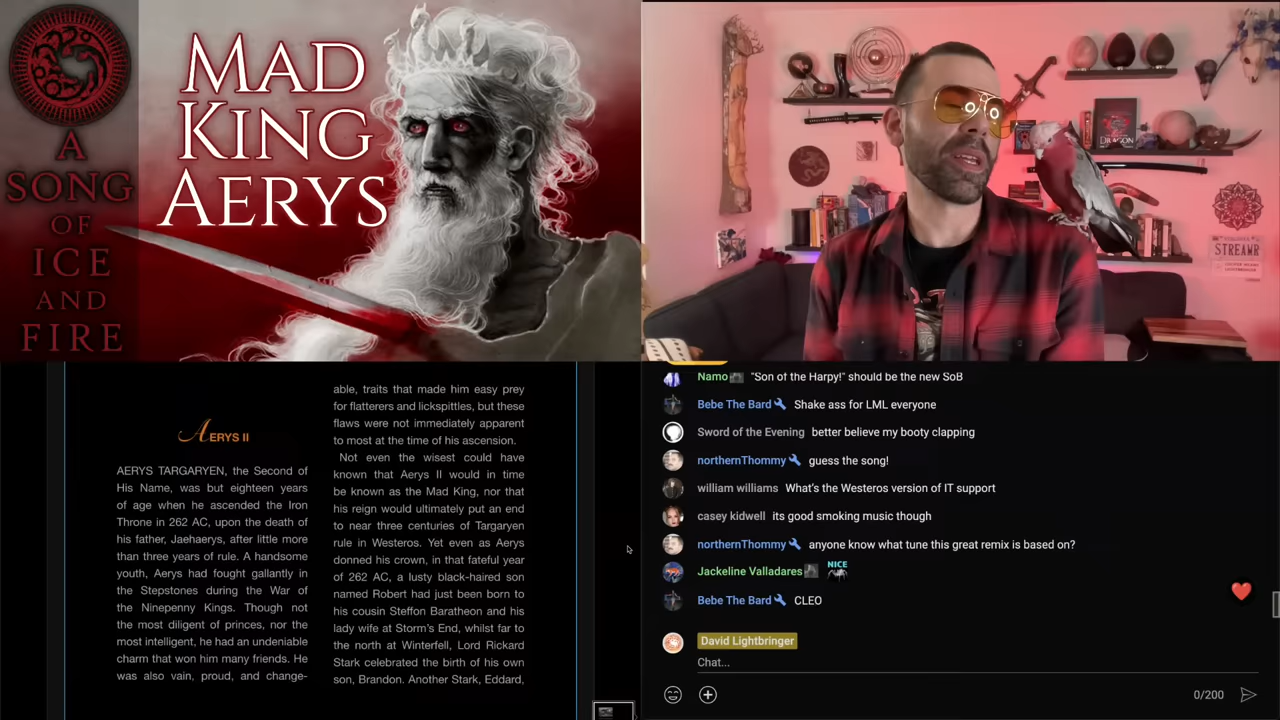 A
SONG
OF
ICE
AND
FIRE
MAD
KING
AERYS
DRAGON
STREAMR
AERYS II
AERYS TARGARYEN, the Second of
His Name, was but eighteen years
of age when he ascended the Iron
Throne in 262 AC, upon the death of
his father, Jaehaerys, after little more
than three years of rule. A handsome
youth, Aerys had fought gallantly in
the Stepstones during the War of
the Ninepenny Kings. Though not
the most diligent of princes, nor the
most intelligent, he had an undeniable
charm that won him many friends. He
was also vain, proud, and change-
able, traits that made him easy prey
for flatterers and lickspittles, but these
flaws were not immediately apparent
to most at the time of his ascension.
Not even the wisest could have
known that Aerys II would in time
be known as the Mad King, nor that
his reign would ultimately put an end
to near three centuries of Targaryen
rule in Westeros. Yet even as Aerys
donned his crown, in that fateful year
of 262 AC, a lusty black-haired son
named Robert had just been born to
his cousin Steffon Baratheon and his
lady wife at Storm's End, whilst far to
the north at Winterfell, Lord Rickard
Stark celebrated the birth of his own
son, Brandon. Another Stark, Eddard,
Namo "Son of the Harpy!" should be the new SoB
Bebe The Bard Shake ass for LML everyone
Sword of the Evening better believe my booty clapping
northernThommy guess the song!
william williams What's the Westeros version of IT support
casey kidwell its good smoking music though
northernThommy anyone know what tune this great remix is based on?
Jackeline Valladares NICE
Bebe The Bard CLEO
David Lightbringer
Chat...
0/200